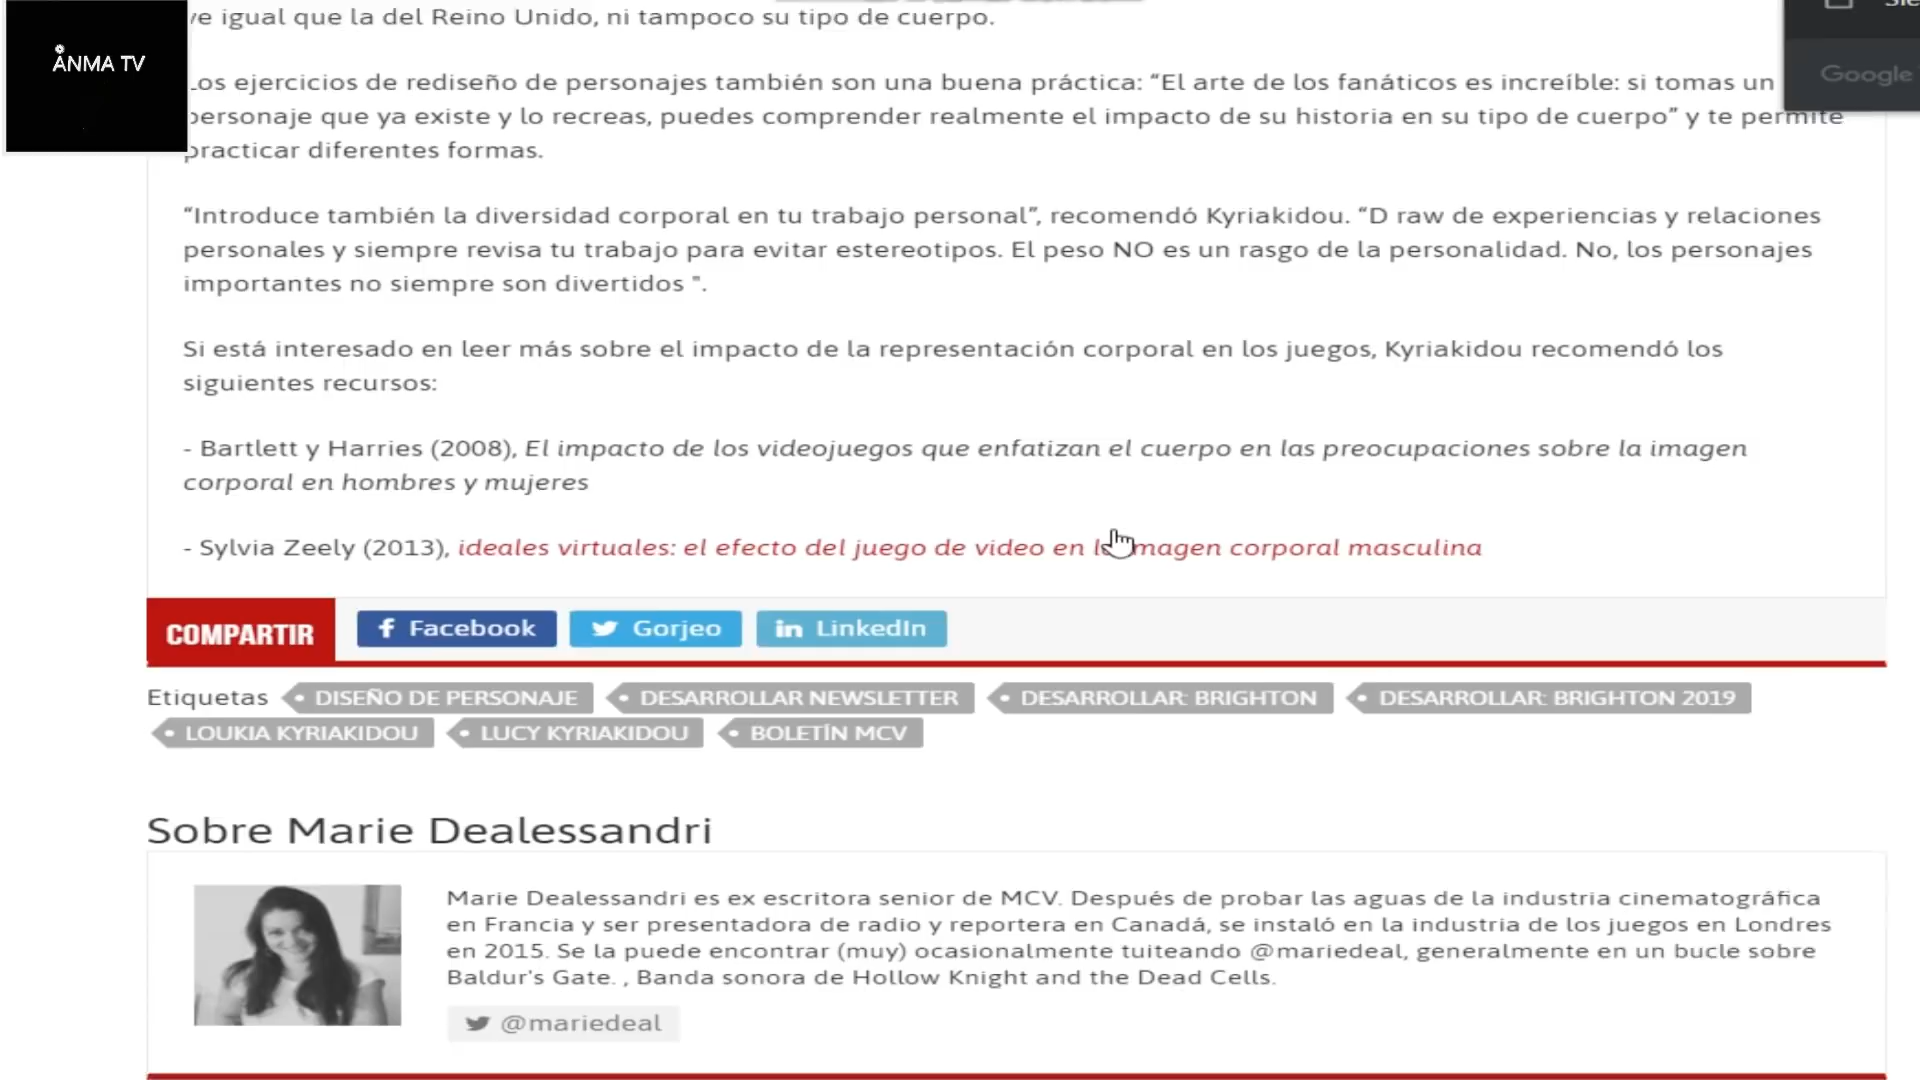 ve igual que la del Reino Unido, ni tampoco su tipo de cuerpo.
ANMA TV
Google
Los ejercicios de rediseño de personajes también son una buena práctica: “El arte de los fanáticos es increíble: si tomas un
personaje que ya existe y lo recreas, puedes comprender realmente el impacto de su historia en su tipo de cuerpo” y te permite
practicar diferentes formas.
“Introduce también la diversidad corporal en tu trabajo personal”, recomendó Kyriakidou. “D raw de experiencias y relaciones
personales y siempre revisa tu trabajo para evitar estereotipos. El peso NO es un rasgo de la personalidad. No, los personajes
importantes no siempre son divertidos ".
Si está interesado en leer más sobre el impacto de la representación corporal en los juegos, Kyriakidou recomendó los
siguientes recursos:
- Bartlett y Harries (2008), El impacto de los videojuegos que enfatizan el cuerpo en las preocupaciones sobre la imagen
corporal en hombres y mujeres
- Sylvia Zeely (2013), ideales virtuales: el efecto del juego de video en la imagen corporal masculina
COMPARTIR
Facebook
Gorjeo
LinkedIn
Etiquetas DISEÑO DE PERSONAJE DESARROLLAR NEWSLETTER DESARROLLAR: BRIGHTON DESARROLLAR: BRIGHTON 2019
LOUKIA KYRIAKIDOU LUCY KYRIAKIDOU BOLETÍN MCV
Sobre Marie Dealessandri
Marie Dealessandri es ex escritora senior de MCV. Después de probar las aguas de la industria cinematográfica
en Francia y ser presentadora de radio y reportera en Canadá, se instaló en la industria de los juegos en Londres
en 2015. Se la puede encontrar (muy) ocasionalmente tuiteando @mariedeal, generalmente en un bucle sobre
Baldur's Gate. , Banda sonora de Hollow Knight and the Dead Cells.
@mariedeal